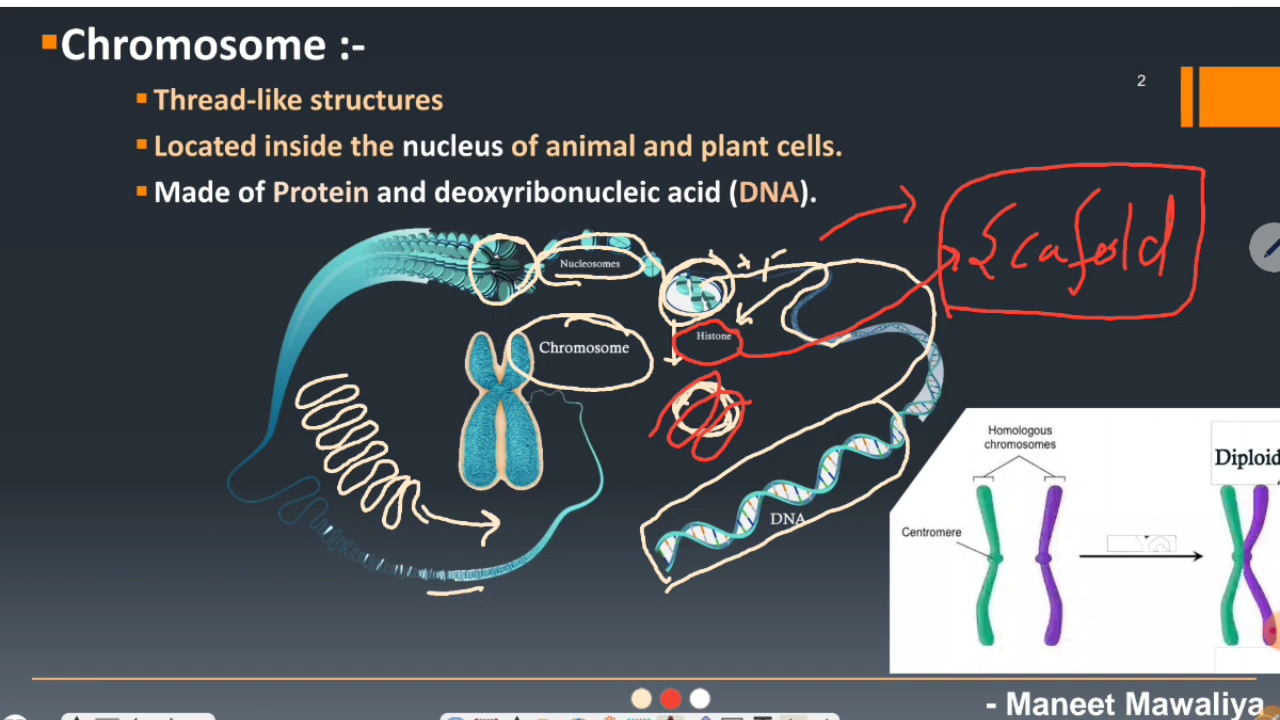 Chromosome :-
2
Thread-like structures
Located inside the nucleus of animal and plant cells.
Made of Protein and deoxyribonucleic acid (DNA).
Scafold
Nucleosomes
Histone
Chromosome
DNA
Homologous
chromosomes
Diploid
Centromere
- Maneet Mawaliya